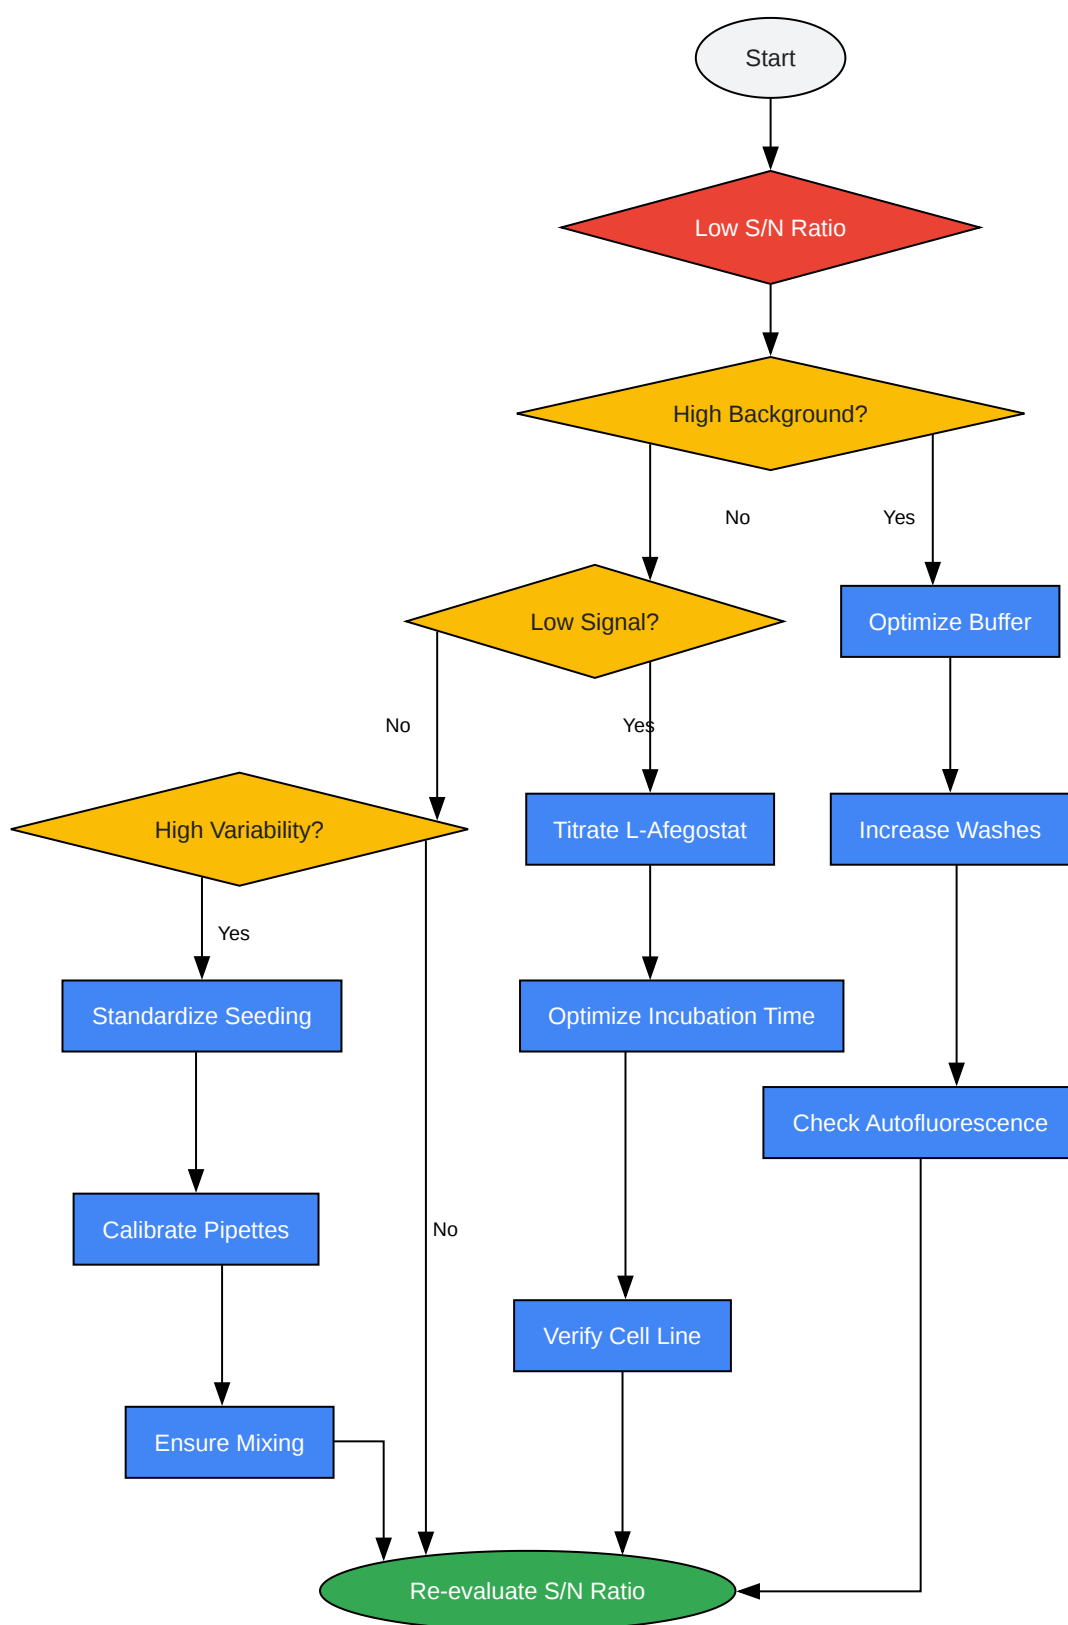 Start
Low S/N Ratio
High Background?
No
Yes
Low Signal?
Optimize Buffer
No
Yes
High Variability?
Titrate L-Afegostat
Increase Washes
Yes
Standardize Seeding
Optimize Incubation Time
Check Autofluorescence
Calibrate Pipettes
No
Verify Cell Line
Ensure Mixing
Re-evaluate S/N Ratio